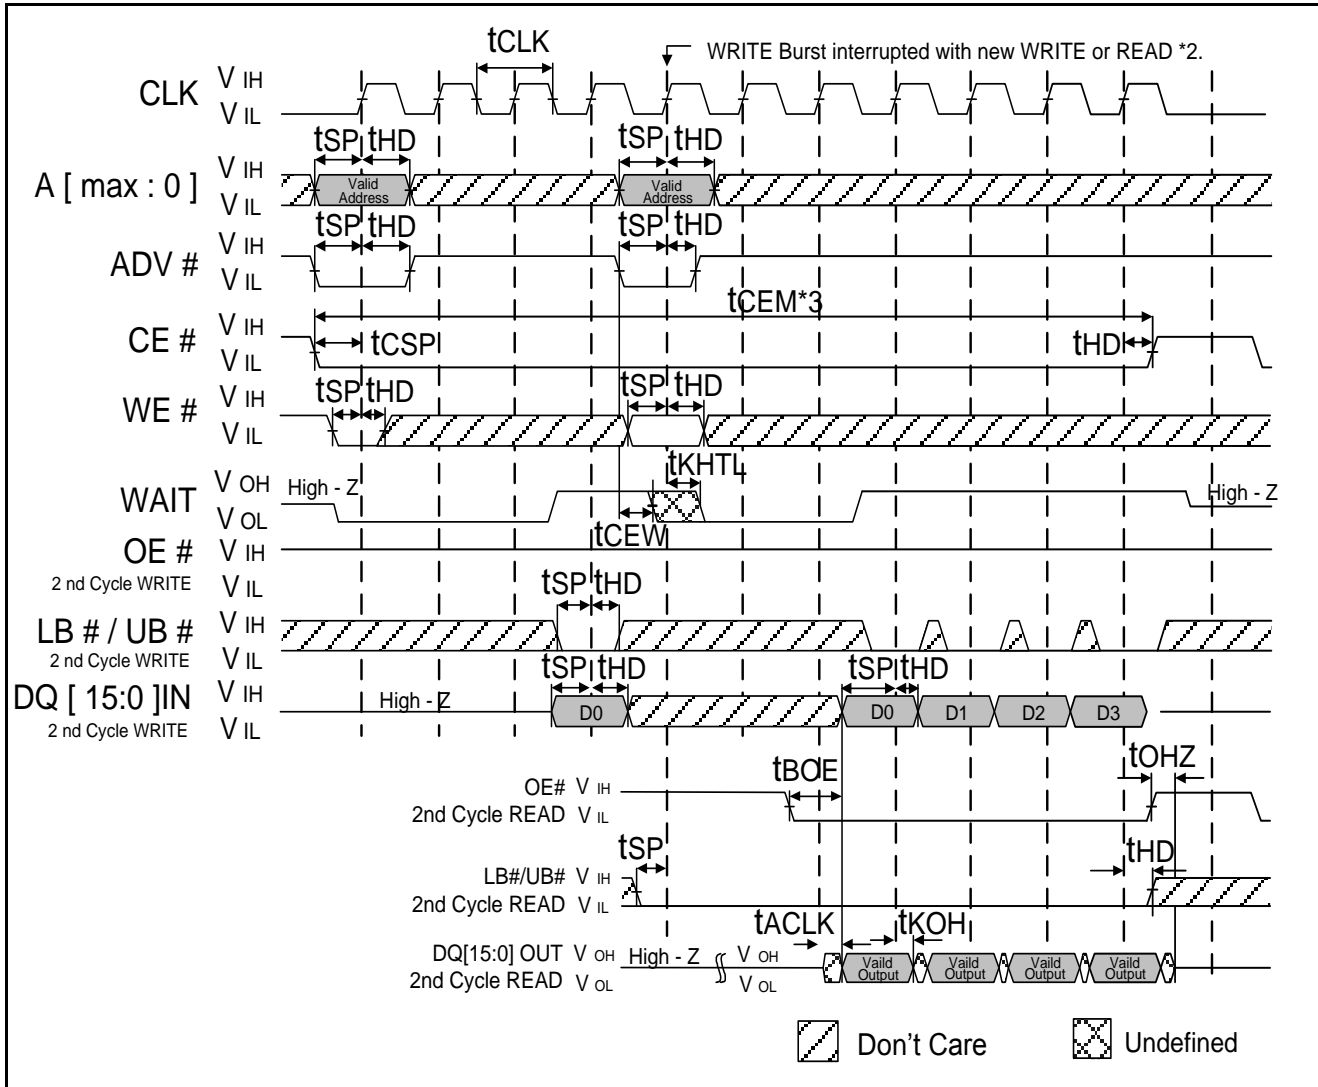 tCLK
WRITE Burst interrupted with new WRITE or READ *2.
CLK
V IH
V IL
tSP tHD
tSP tHD
A [ max : 0 ]
V IH
V IL
Valid
Address
Valid
Address
tSP tHD
tSP tHD
ADV #
V IH
V IL
tCEM*3
CE #
V IH
V IL
tCSP
tHD
tSP tHD
tSP tHD
WE #
V IH
V IL
tKHTL
WAIT
V OH
V OL
High - Z
High - Z
tCEW
OE #
2 nd Cycle WRITE
V IH
V IL
tSP tHD
LB # / UB #
2 nd Cycle WRITE
V IH
V IL
tSP tHD
tSP tHD
DQ [ 15:0 ]IN
2 nd Cycle WRITE
V IH
V IL
High - Z
D0
D0
D1
D2
D3
tBOE
tOHZ
OE# V IH
2nd Cycle READ V IL
tSP
tHD
LB#/UB# V IH
2nd Cycle READ V IL
tACLK
tKOH
DQ[15:0] OUT V OH
2nd Cycle READ V OL
High - Z
V OH
V OL
Vaild
Output
Vaild
Output
Vaild
Output
Vaild
Output
Don't Care
Undefined